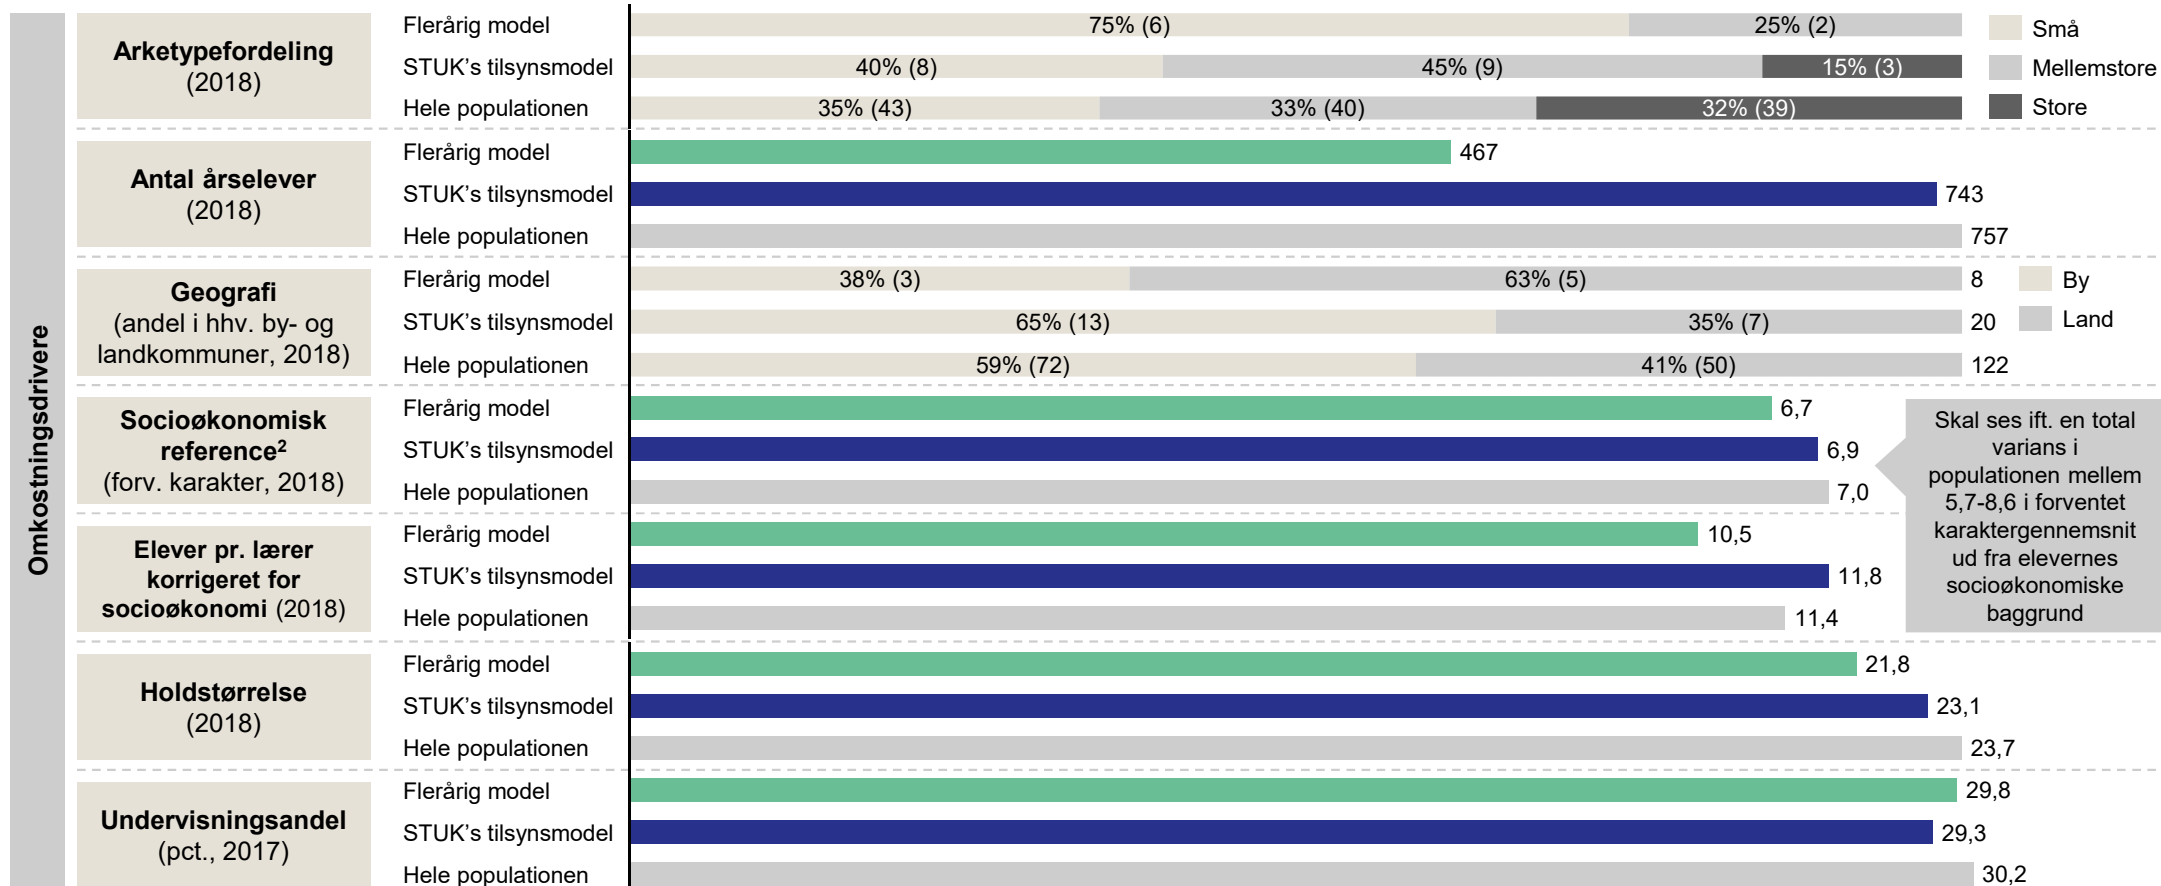 Omkostningsdrivere
Arketypefordeling
(2018)
Flerårig model
75% (6)
25% (2)
STUK's tilsynsmodel
40% (8)
45% (9)
15% (3)
Hele populationen
35% (43)
33% (40)
32% (39)
Små
Mellemstore
Store
Antal årselever
(2018)
Flerårig model
467
STUK's tilsynsmodel
743
Hele populationen
757
Geografi
(andel i hhv. by- og
landkommuner, 2018)
Flerårig model
38% (3)
63% (5)
8
STUK's tilsynsmodel
65% (13)
35% (7)
20
Hele populationen
59% (72)
41% (50)
122
By
Land
Socioøkonomisk
reference2
(forv. karakter, 2018)
Flerårig model
6,7
STUK's tilsynsmodel
6,9
Hele populationen
7,0
Skal ses ift. en total
varians i
populationen mellem
5,7-8,6 i forventet
karaktergennemsnit
ud fra elevernes
socioøkonomiske
baggrund
Elever pr. lærer
korrigeret for
socioøkonomi (2018)
Flerårig model
10,5
STUK's tilsynsmodel
11,8
Hele populationen
11,4
Holdstørrelse
(2018)
Flerårig model
21,8
STUK's tilsynsmodel
23,1
Hele populationen
23,7
Undervisningsandel
(pct., 2017)
Flerårig model
29,8
STUK's tilsynsmodel
29,3
Hele populationen
30,2